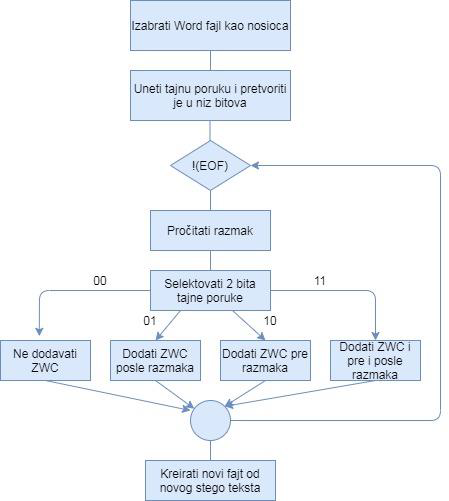 Izabrati Word fajl kao nosioca
Uneti tajnu poruku i pretvoriti
je u niz bitova
!(EOF)
Pročitati razmak
00
Selektovati 2 bita
tajne poruke
11
01
10
Ne dodavati
ZWC
Dodati ZWC
posle razmaka
Dodati ZWC pre
razmaka
Dodati ZWC i
pre i posle
razmaka
Kreirati novi fajt od
novog stego teksta